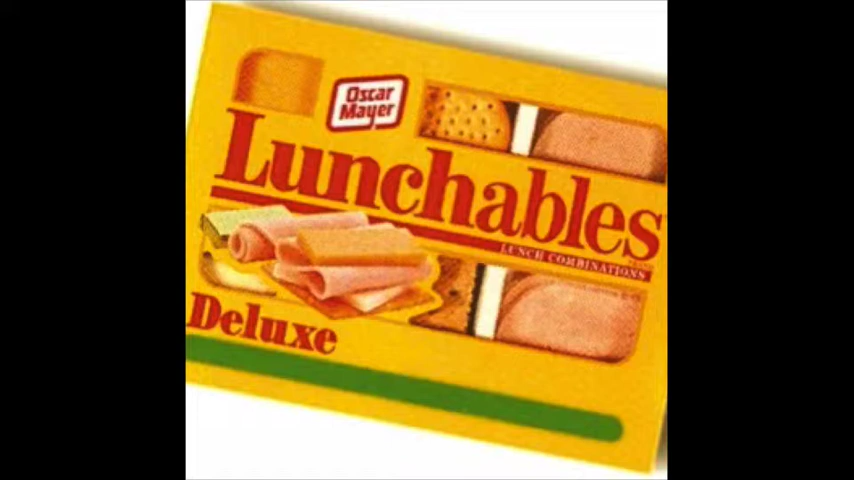 Oscar
Mayer
Lunchables
LUNCH COMBINATIONS
Deluxe